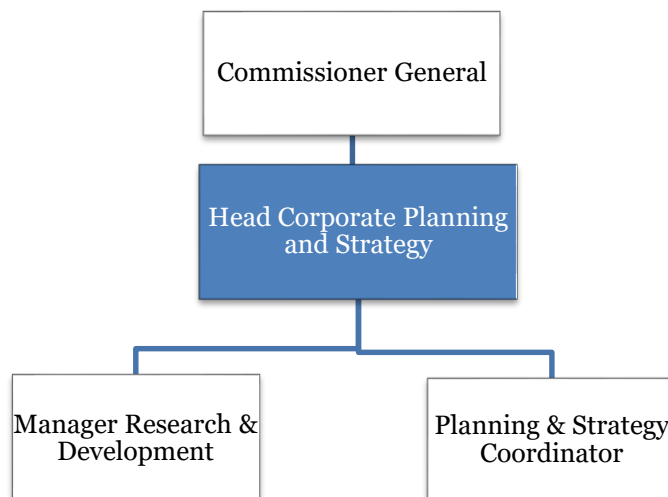 Commissioner General
Head Corporate Planning
and Strategy
Manager Research &
Development
Planning & Strategy
Coordinator